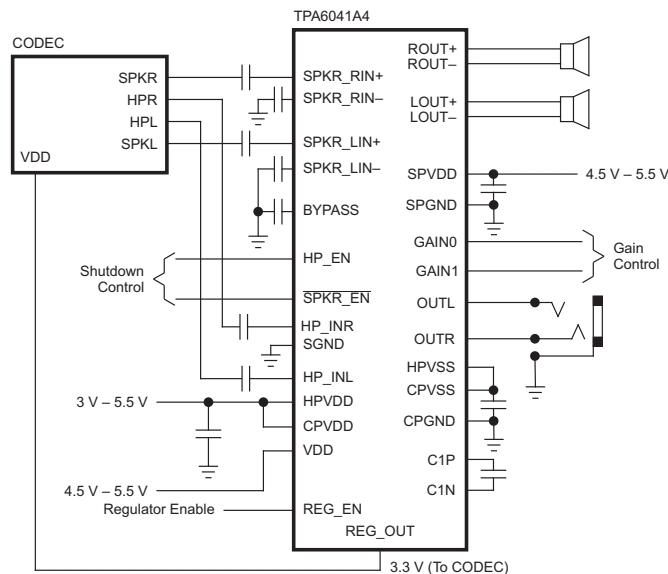 TPA6041A4
CODEC
SPKR
HPR
HPL
SPKL
VDD
SPKR_RIN+
SPKR_RIN–
SPKR_LIN+
SPKR_LIN–
BYPASS
HP_EN
SPKR_EN
HP_INR
SGND
HP_INL
HPVDD
CPVDD
VDD
REG_EN
REG_OUT
Shutdown
Control
3 V – 5.5 V
4.5 V – 5.5 V
Regulator Enable
ROUT+
ROUT–
LOUT+
LOUT–
SPVDD
SPGND
GAIN0
GAIN1
OUTL
OUTR
HPVSS
CPVSS
CPGND
C1P
C1N
4.5 V – 5.5 V
Gain
Control
3.3 V (To CODEC)